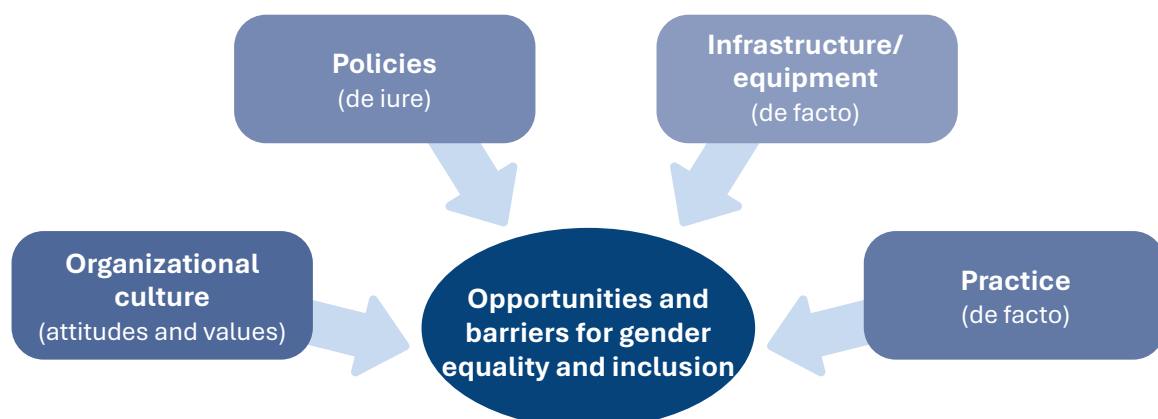 Policies
(de iure)
Infrastructure/
equipment
(de facto)
Organizational
culture
(attitudes and values)
Opportunities and
barriers for gender
equality and inclusion
Practice
(de facto)